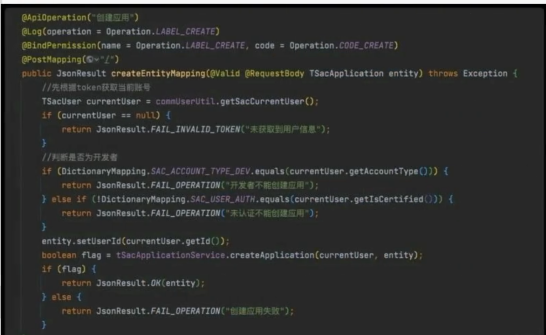 @ApiOperation("创建应用")
@Log(operation = Operation.LABEL_CREATE)
@BindPermission(name = Operation.LABEL_CREATE, code = Operation.CODE_CREATE)
@PostMapping("/")
public JsonResult createEntityMapping(@Valid @RequestBody TSacApplication entity) throws Exception {
//先根据token获取当前账号
TSacUser currentUser = commUserUtil.getSacCurrentUser();
if (currentUser == null) {
return JsonResult.FAIL_INVALID_TOKEN("未获取到用户信息");
}
//判断是否为开发者
if (DictionaryMapping.SAC_ACCOUNT_TYPE_DEV.equals(currentUser.getAccountType())) {
return JsonResult.FAIL_OPERATION("开发者不能创建应用");
} else if (!DictionaryMapping.SAC_USER_AUTH.equals(currentUser.getIsCertified())) {
return JsonResult.FAIL_OPERATION("未认证不能创建应用");
}
entity.setUserId(currentUser.getId());
boolean flag = tSacApplicationService.createApplication(currentUser, entity);
if (flag) {
return JsonResult.OK(entity);
} else {
return JsonResult.FAIL_OPERATION("创建应用失败");
}